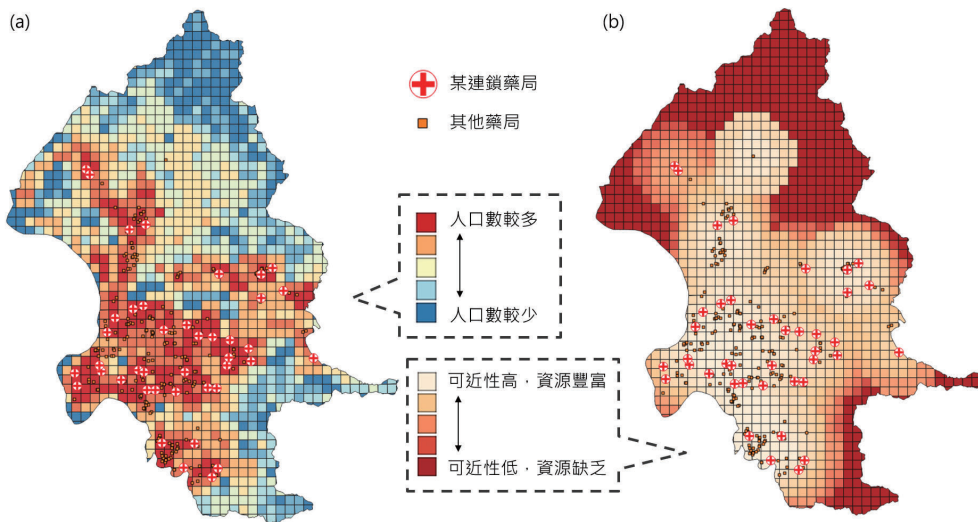 (a)
(b)
某連鎖藥局
其他藥局
人口數較多
人口數較少
可近性高，資源豐富
可近性低，資源缺乏